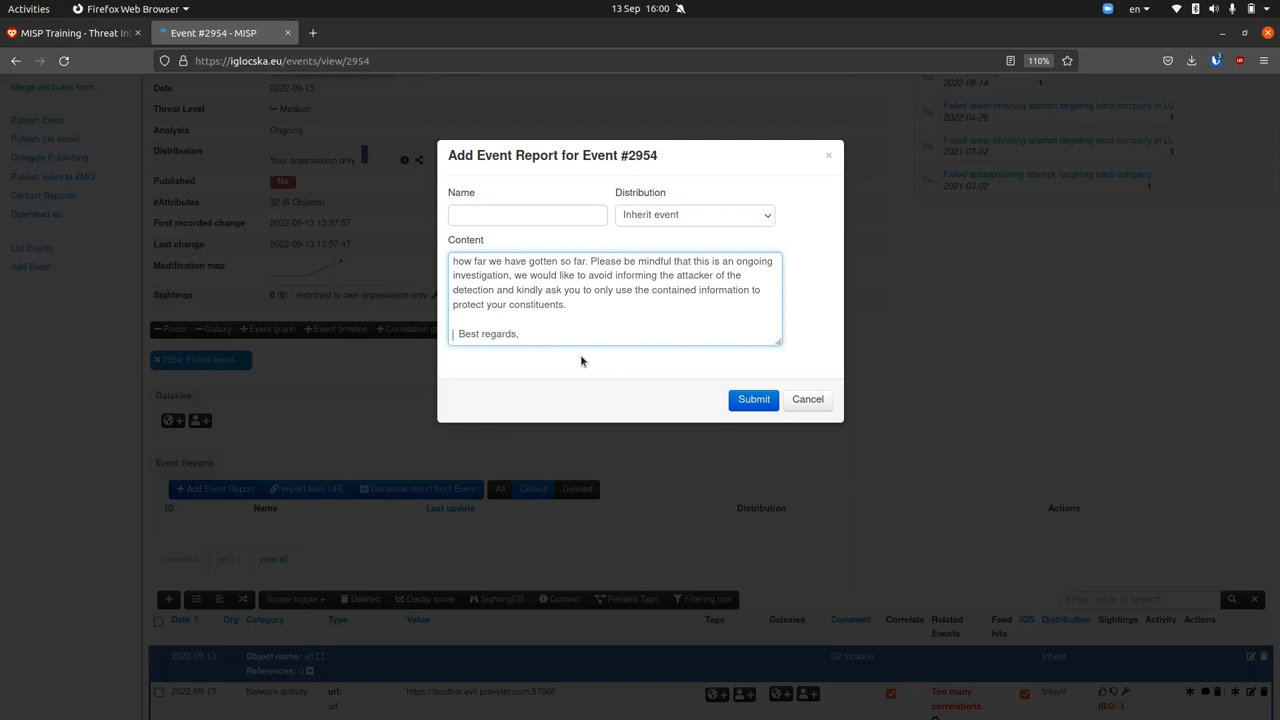 Activities
Firefox Web Browser
13 Sep 16:00
en
MISP Training - Threat Int
Event #2954 - MISP
https://iglocska.eu/events/view/2954
110%
Merge attributes from...
Publish Event
Publish (no email)
Delegate Publishing
Publish event to ZMQ
Contact Reporter
Download as...
List Events
Add Event
Date 2022-09-13
Threat Level Medium
Analysis Ongoing
Distribution Your organisation only
Published No
#Attributes 32 (6 Objects)
First recorded change 2022-09-13 13:37:57
Last change 2022-09-13 13:37:47
Modification map
Sightings 0 (0) - restricted to own organisation only.
2022-06-14 1
Failed spear-phishing attempt targeting telco company in LU
2022-04-26 1
Failed spear-phishing attempt targeting telco company in LU
2021-03-02 1
Failed spearphishing attempt, targeting telco company
2021-03-02 1
Add Event Report for Event #2954
×
Name Distribution
Inherit event
Content
how far we have gotten so far. Please be mindful that this is an ongoing
investigation, we would like to avoid informing the attacker of the
detection and kindly ask you to only use the contained information to
protect your constituents.
Best regards,
Submit Cancel
Pivots Galaxy Event graph Event timeline Correlation g
2954: Failed spear-...
Galaxies
Event Reports
Add Event Report Import from URL Generate report from Event All Default Deleted
ID Name Last update Distribution Actions
« previous next » view all
Scope toggle Deleted Decay score SightingDB Context Related Tags Filtering tool Enter value to search
Date Org Category Type Value Tags Galaxies Comment Correlate Related Events Feed hits IDS Distribution Sightings Activity Actions
2022-09-13 Object name: url C2 location Inherit
References: 0
2022-09-13 Network activity url: url https://another.evil.provider.com:57666 Too many correlations. Inherit
(0/0/0)